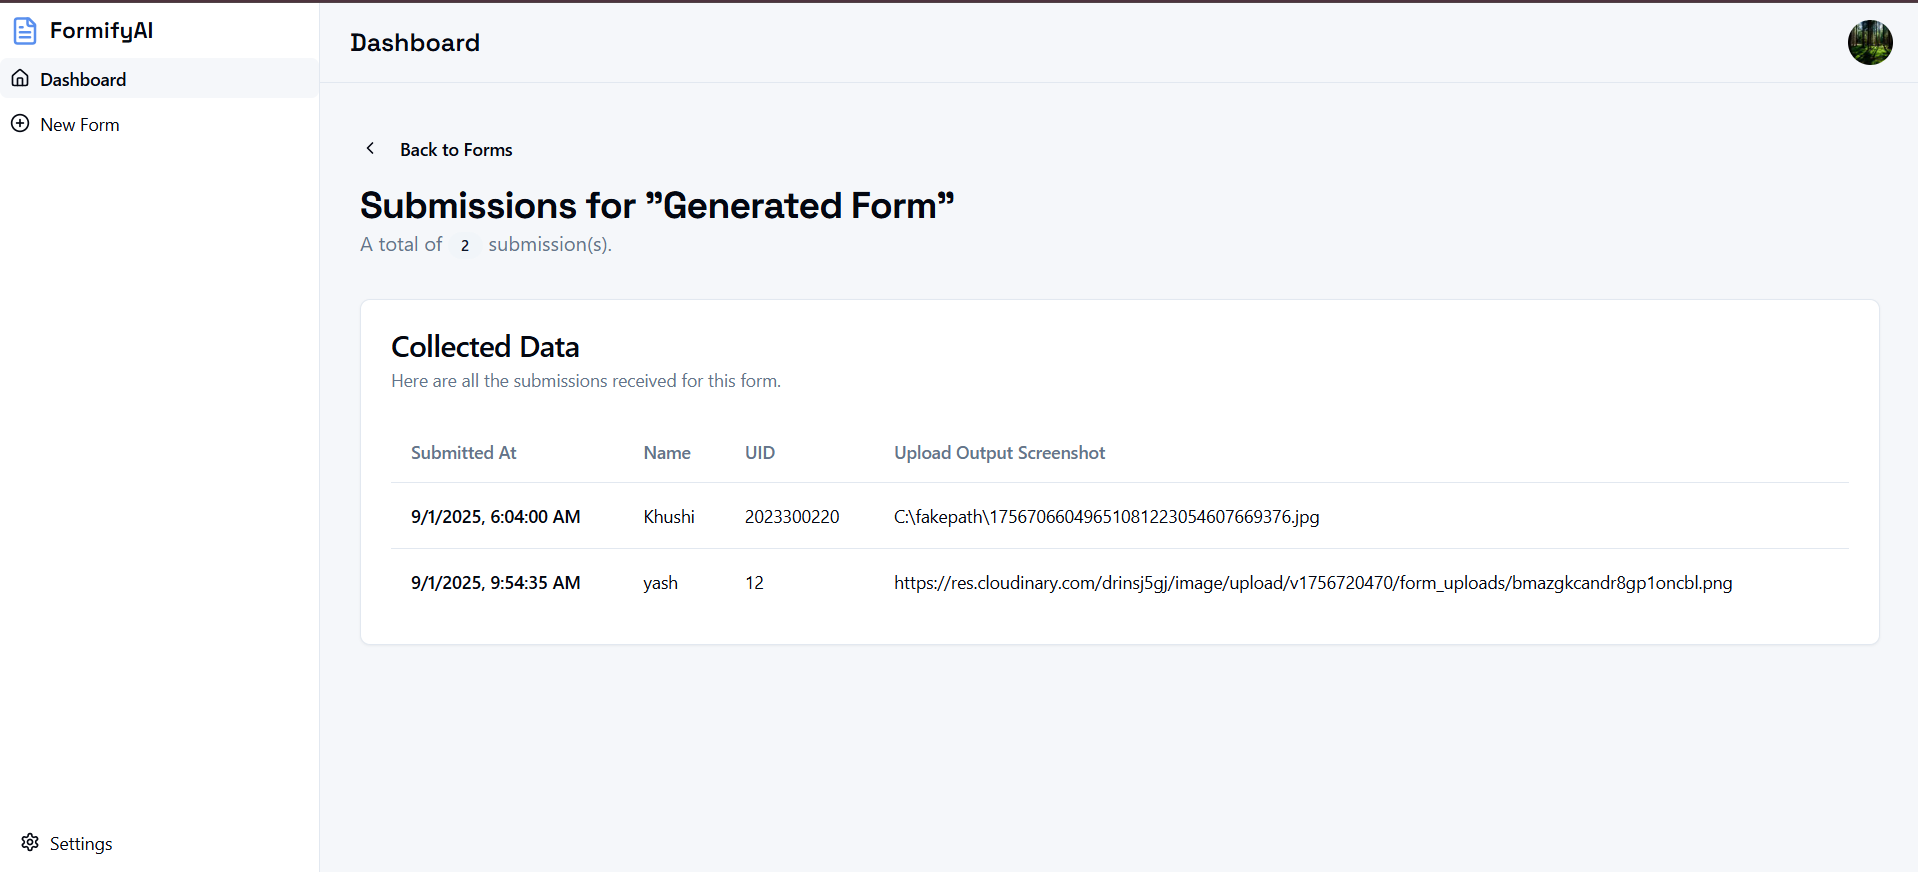 FormifyAI
Dashboard
New Form
Settings
Dashboard
Back to Forms
Submissions for ”Generated Form”
A total of 2 submission(s).
Collected Data
Here are all the submissions received for this form.
Submitted At Name UID Upload Output Screenshot
9/1/2025, 6:04:00 AM Khushi 2023300220 C:\fakepath\17567066049651081223054607669376.jpg
9/1/2025, 9:54:35 AM yash 12 https://res.cloudinary.com/drinsj5gj/image/upload/v1756720470/form_uploads/bmazgkcandr8gp1oncbl.png